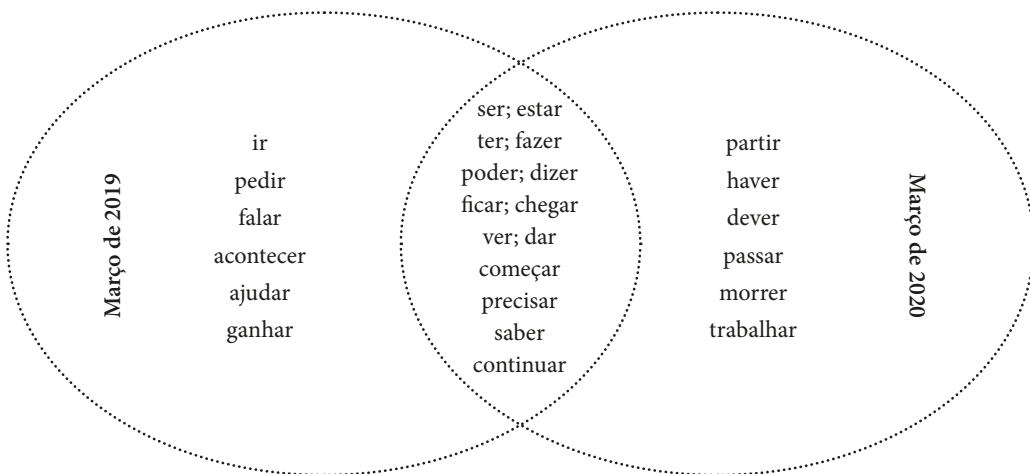 Março de 2019
ir
pedir
falar
acontecer
ajudar
ganhar
ser; estar
ter; fazer
poder; dizer
ficar; chegar
ver; dar
começar
precisar
saber
continuar
partir
haver
dever
passar
morrer
trabalhar
Março de 2020